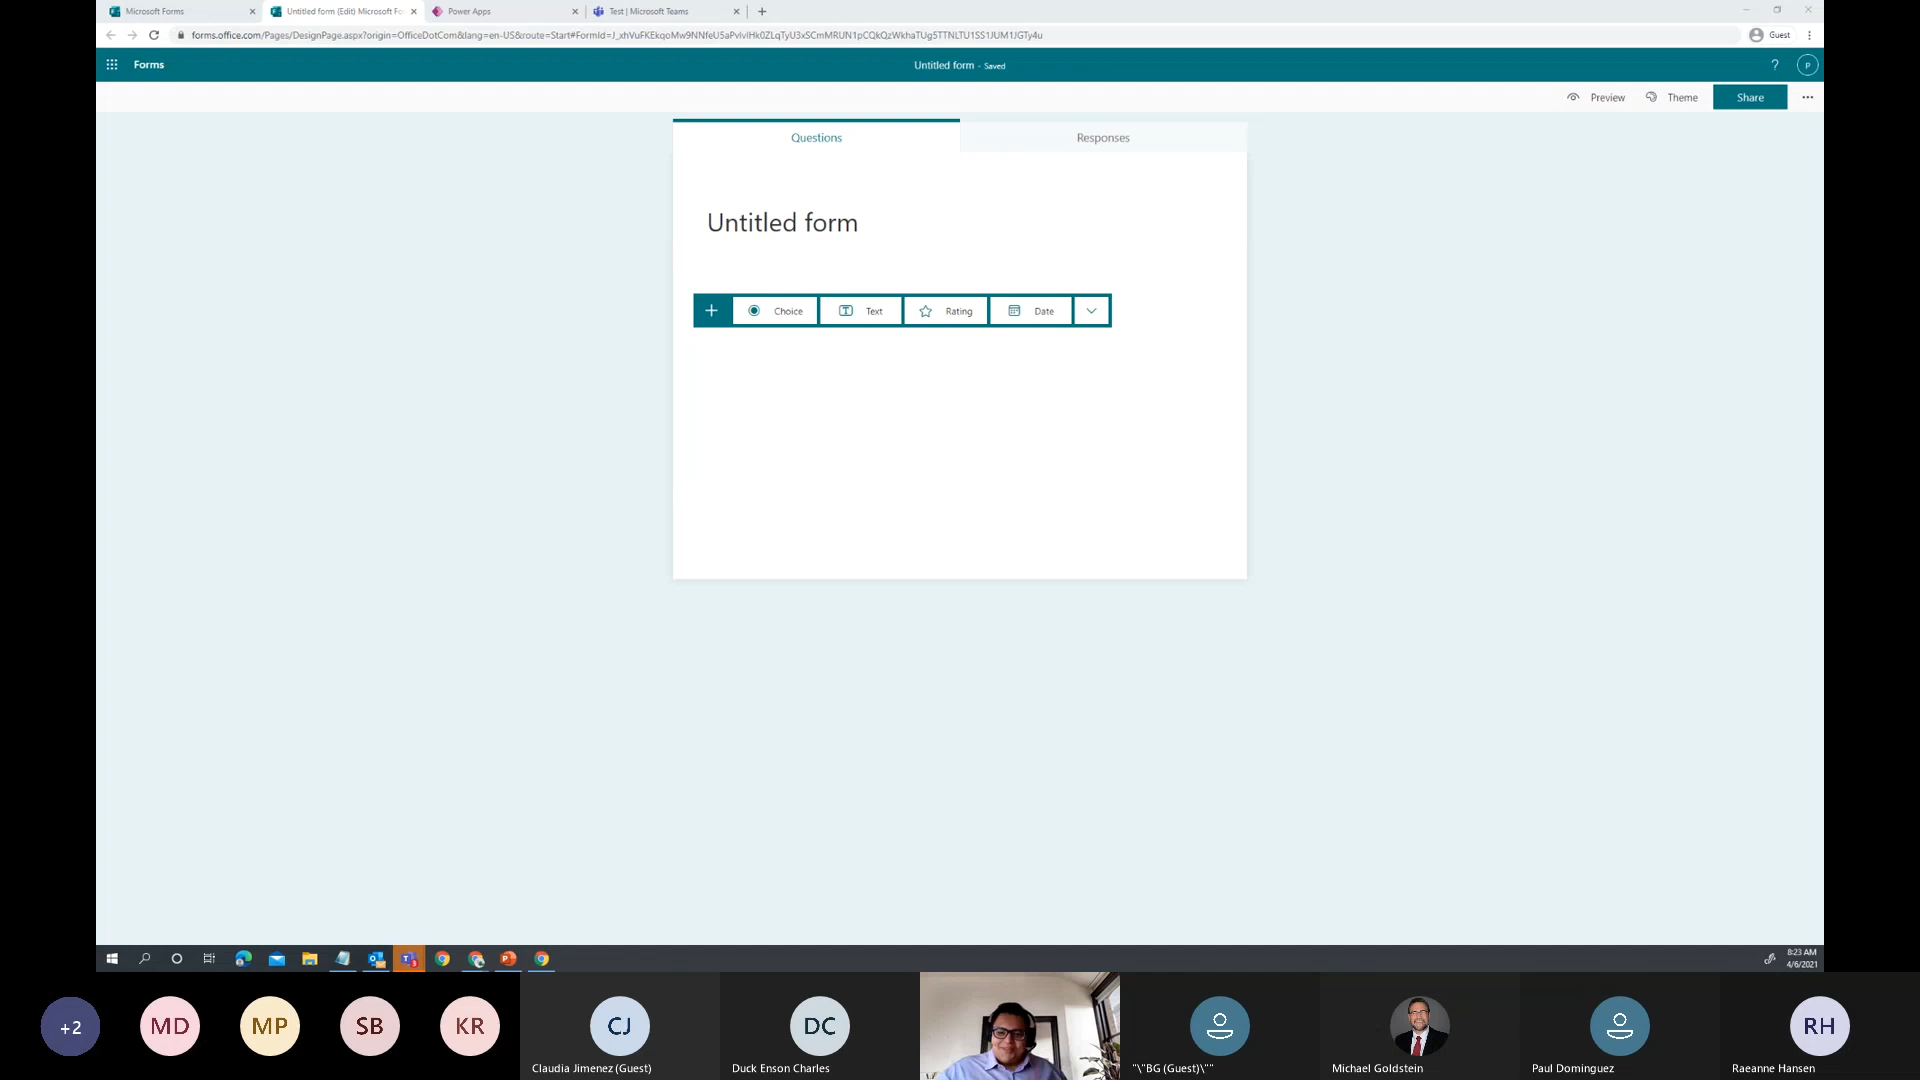 Microsoft Forms
Untitled form (Edit) Microsoft Fo
Power Apps
Test | Microsoft Teams
Guest
Forms
Untitled form - Saved
?
P
Preview
Theme
Share
Questions
Responses
Untitled form
Choice
Text
Rating
Date
8:23 AM
4/6/2021
+2
MD
MP
SB
KR
CJ
DC
RH
Claudia Jimenez (Guest)
Duck Enson Charles
"\"BG (Guest)\""
Michael Goldstein
Paul Dominguez
Raeanne Hansen